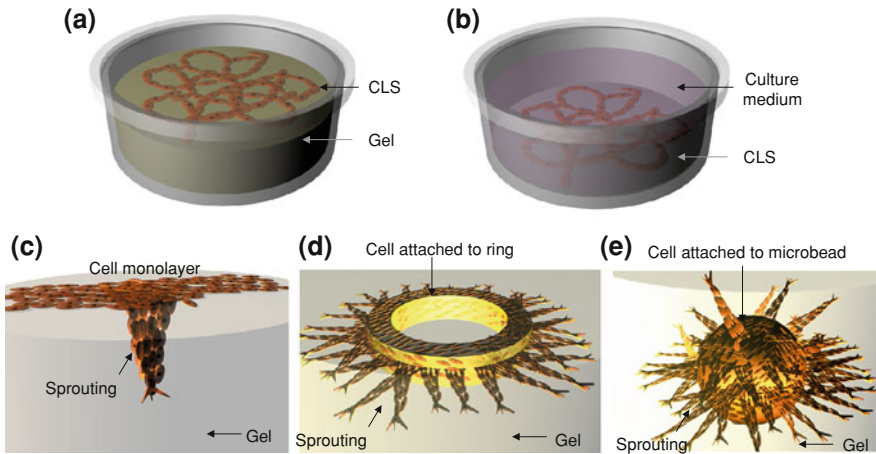 (a)
CLS
Gel
(b)
Culture
medium
CLS
(c)
Cell monolayer
Sprouting
Gel
(d)
Cell attached to ring
Sprouting
Gel
(e)
Cell attached to microbead
Sprouting
Gel